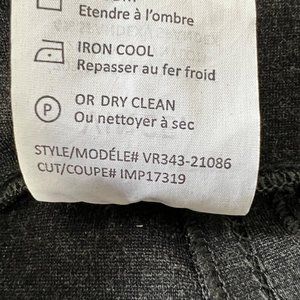 Etendre à l'ombre
IRON COOL
Repasser au fer froid
P
OR DRY CLEAN
Ou nettoyer à sec
STYLE/MODÉLE# VR343-21086
CUT/COUPE# IMP17319